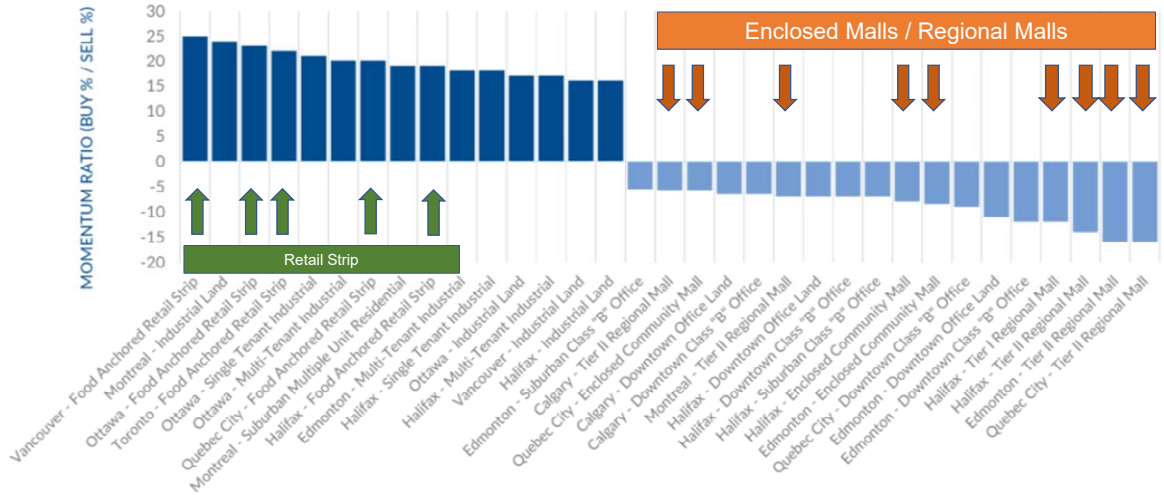 MOMENTUM RATIO (BUY % / SELL %)
30
25
20
15
10
5
0
-5
-10
-15
-20
Enclosed Malls / Regional Malls
Retail Strip
Vancouver - Food Anchored Retail Strip
Montreal - Industrial Land
Ottawa - Food Anchored Retail Strip
Toronto - Food Anchored Retail Strip
Ottawa - Single Tenant Industrial
Ottawa - Multi-Tenant Industrial
Quebec City - Food Anchored Retail Strip
Montreal - Suburban Multiple Unit Residential
Halifax - Food Anchored Retail Strip
Edmonton - Multi-Tenant Industrial
Halifax - Single Tenant Industrial
Ottawa - Industrial Land
Halifax - Multi-Tenant Industrial
Vancouver - Industrial Land
Halifax - Industrial Land
Edmonton - Suburban Class "B" Office
Calgary - Tier II Regional Mall
Quebec City - Enclosed Community Mall
Calgary - Downtown Office Land
Calgary - Downtown Class "B" Office
Montreal - Tier II Regional Mall
Halifax - Downtown Office Land
Halifax - Downtown Class "B" Office
Halifax - Suburban Class "B" Office
Halifax - Enclosed Community Mall
Edmonton - Enclosed Community Mall
Quebec City - Downtown Class "B" Office
Edmonton - Downtown Office Land
Edmonton - Downtown Class "B" Office
Halifax - Tier I Regional Mall
Halifax - Tier II Regional Mall
Edmonton - Tier II Regional Mall
Quebec City - Tier II Regional Mall